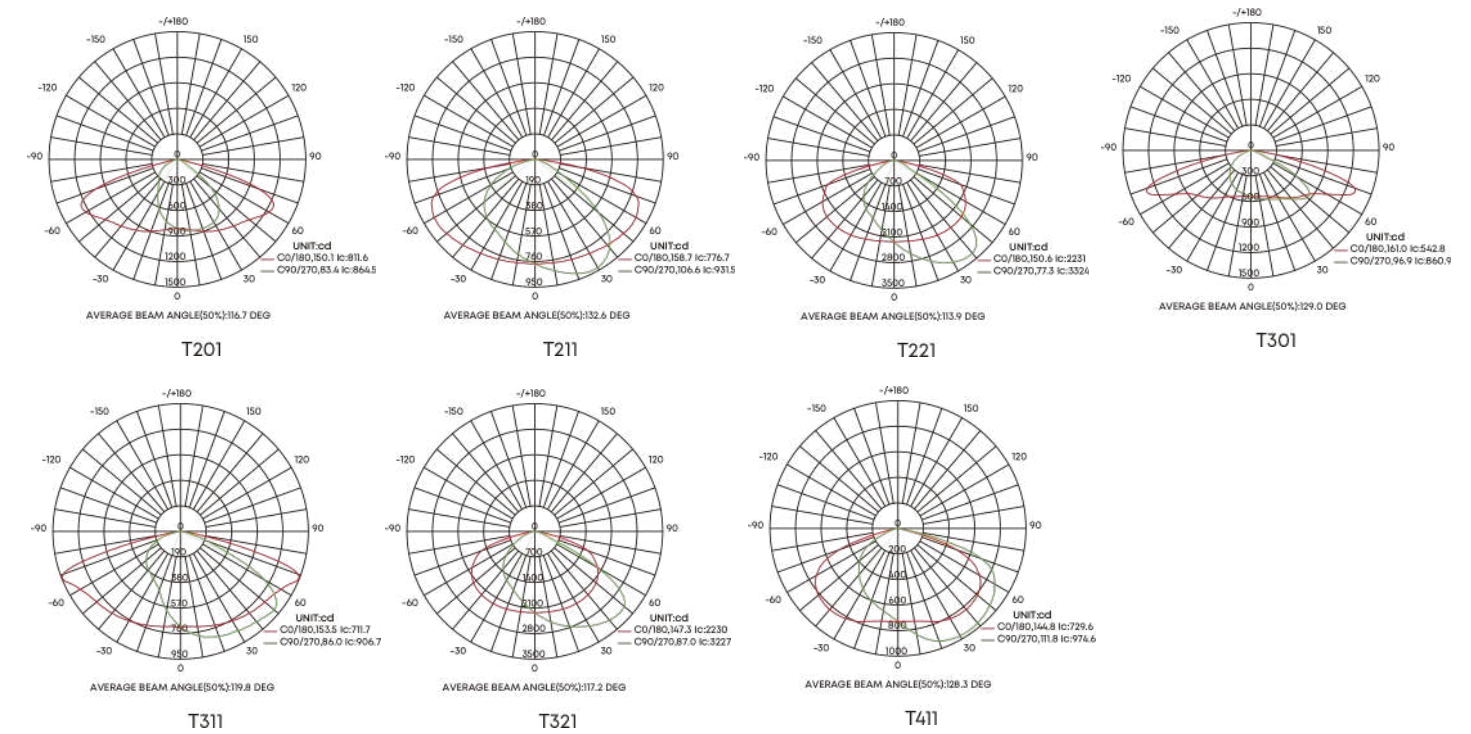 -/+180
-150 150
-120 120
-90 90
0
300
600
900
1200
1500
-60 60
-30 30
0
UNIT:cd
C0/180,150.1 Ic:811.6
C90/270,83.4 Ic:864.5
AVERAGE BEAM ANGLE(50%):116.7 DEG
T201
-/+180
-150 150
-120 120
-90 90
0
190
380
570
760
950
-60 60
-30 30
0
UNIT:cd
C0/180,158.7 Ic:776.7
C90/270,106.6 Ic:931.5
AVERAGE BEAM ANGLE(50%):132.6 DEG
T211
-/+180
-150 150
-120 120
-90 90
0
700
1400
2100
2800
3500
-60 60
-30 30
0
UNIT:cd
C0/180,150.6 Ic:2231
C90/270,77.3 Ic:3324
AVERAGE BEAM ANGLE(50%):113.9 DEG
T221
-/+180
-150 150
-120 120
-90 90
0
300
900
1200
1500
-60 60
-30 30
0
UNIT:cd
C0/180,161.0 Ic:542.8
C90/270,96.9 Ic:860.9
AVERAGE BEAM ANGLE(50%):129.0 DEG
T301
-/+180
-150 150
-120 120
-90 90
0
190
380
570
760
950
-60 60
-30 30
0
UNIT:cd
C0/180,153.5 Ic:711.7
C90/270,86.0 Ic:906.7
AVERAGE BEAM ANGLE(50%):119.8 DEG
T311
-/+180
-150 150
-120 120
-90 90
0
700
1400
2100
2800
3500
-60 60
-30 30
0
UNIT:cd
C0/180,147.3 Ic:2230
C90/270,87.0 Ic:3227
AVERAGE BEAM ANGLE(50%):117.2 DEG
T321
-/+180
-150 150
-120 120
-90 90
0
200
400
600
800
1000
-60 60
-30 30
0
UNIT:cd
C0/180,144.8 Ic:729.6
C90/270,111.8 Ic:974.6
AVERAGE BEAM ANGLE(50%):128.3 DEG
T411